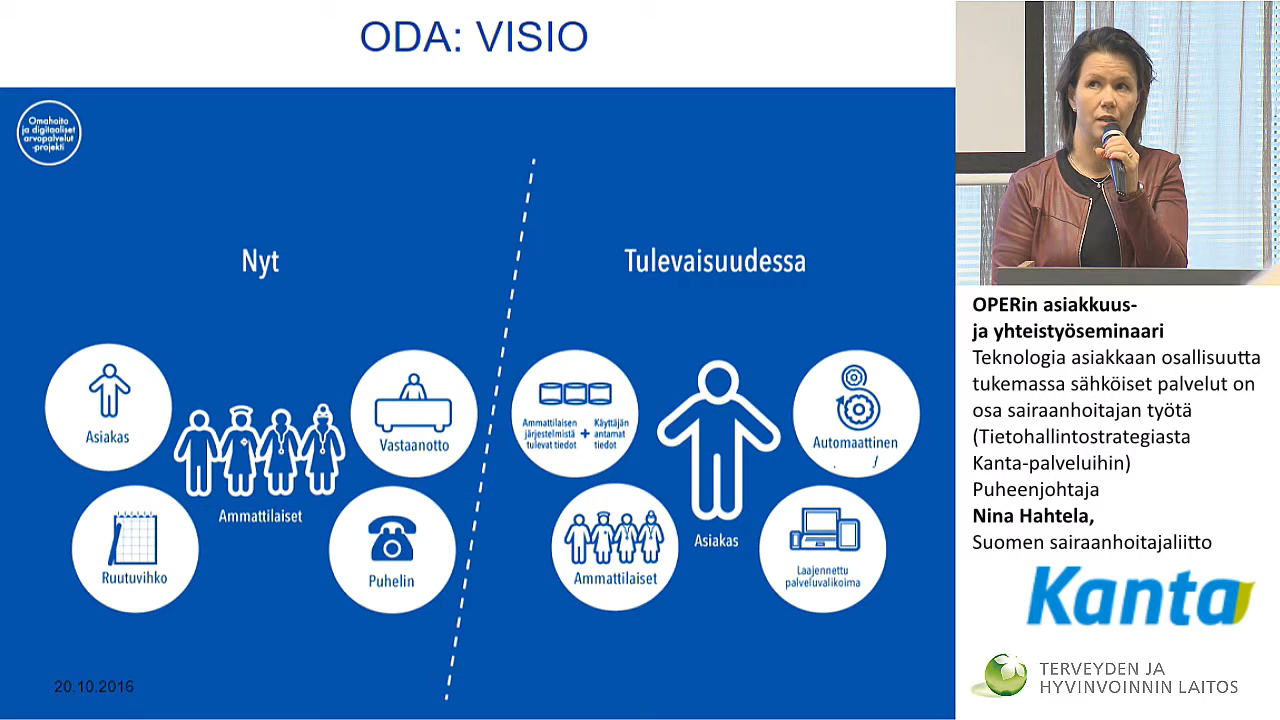 ODA: VISIO
Omahoito
ja digitaaliset
arvopalvelut
-projekti
Nyt
Asiakas
Ammattilaiset
Vastaanotto
Ruutuvihko
Puhelin
Tulevaisuudessa
Ammattilaisen
järjestelmistä
tulevat tiedot
+
Käyttäjän
antamat
tiedot
Asiakas
Automaattinen
Ammattilaiset
Laajennettu
palveluvalikoima
20.10.2016
OPERin asiakkuus-
ja yhteistyöseminaari
Teknologia asiakkaan osallisuutta
tukemassa sähköiset palvelut on
osa sairaanhoitajan työtä
(Tietohallintostrategiasta
Kanta-palveluihin)
Puheenjohtaja
Nina Hahtela,
Suomen sairaanhoitajaliitto
Kanta
TERVEYDEN JA
HYVINVOINNIN LAITOS